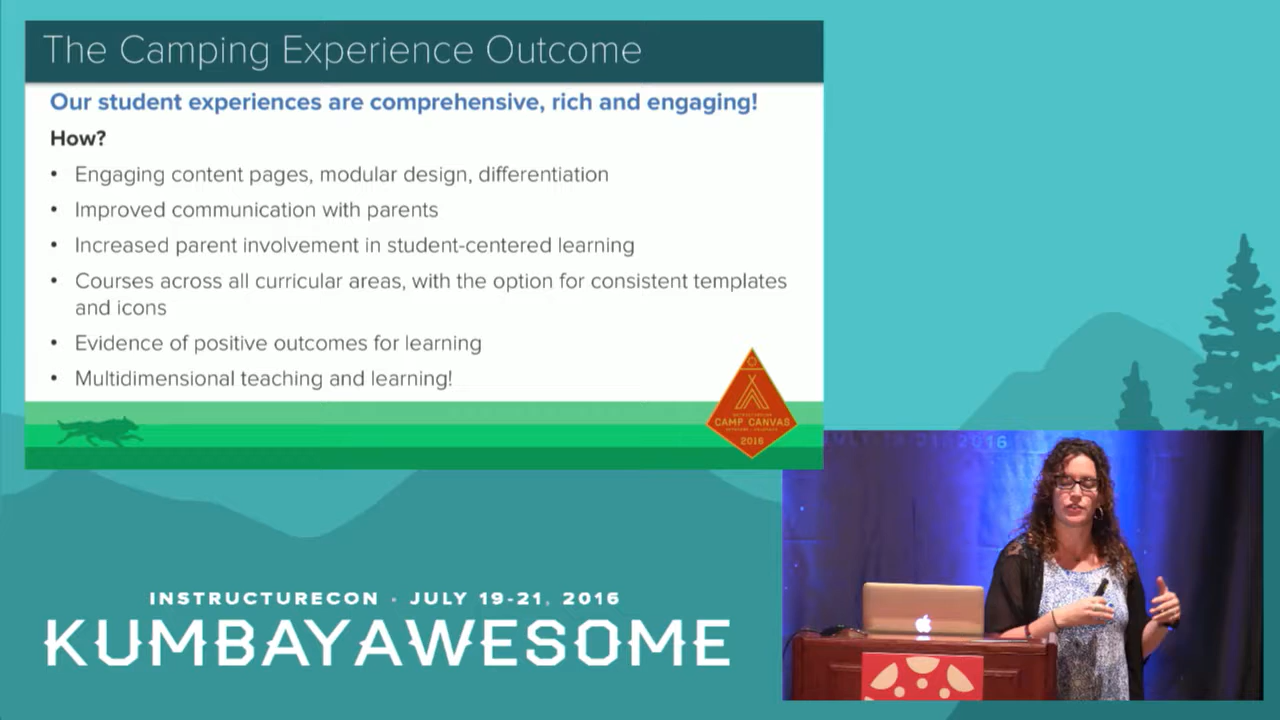 The Camping Experience Outcome
Our student experiences are comprehensive, rich and engaging!
How?
• Engaging content pages, modular design, differentiation
• Improved communication with parents
• Increased parent involvement in student-centered learning
• Courses across all curricular areas, with the option for consistent templates
and icons
• Evidence of positive outcomes for learning
• Multidimensional teaching and learning!
CAMP CANVAS
2016
INSTRUCTURECON · JULY 19-21, 2016
KUMBAYAWESOME